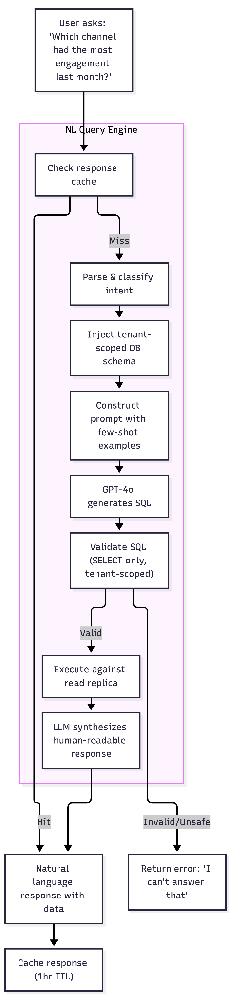 User asks:
'Which channel
had the most
engagement
last month?'
NL Query Engine
Check response
cache
Miss
Parse & classify
intent
Inject tenant-
scoped DB
schema
Construct
prompt with
few-shot
examples
GPT-4o
generates SQL
Validate SQL
(SELECT only,
tenant-scoped)
Valid
Execute against
read replica
LLM synthesizes
human-readable
response
Hit
Invalid/Unsafe
Natural
language
response with
data
Return error: 'I
can't answer
that'
Cache response
(1hr TTL)